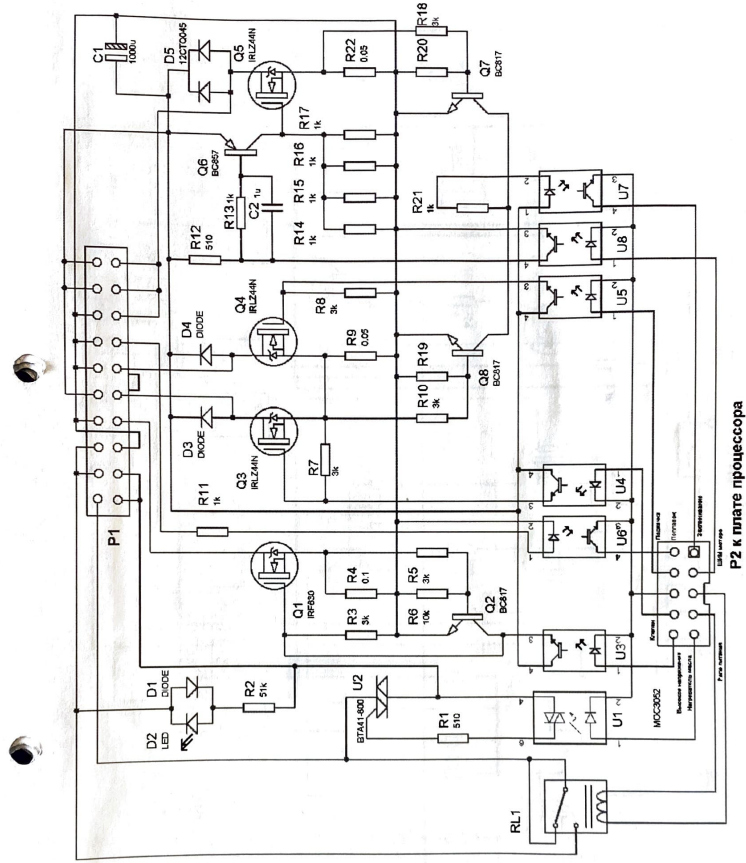 C1
1000u
D5
12CTQ045
Q5
IRLZ44N
R22
0.05
R18
3k
R20
Q7
BC817
Q6
BC857
R17
1k
R16
1k
R15
1k
R14
1k
R13
1k
C2
1u
R12
510
R21
1k
U7
U8
U5
P1
D4
DIODE
Q4
IRLZ44N
R8
3k
R9
0.05
R19
R10
3k
Q8
BC817
D3
DIODE
Q3
IRLZ44N
R7
3k
R11
1k
U4
U6
Q1
IRF630
R4
0.1
R5
3k
R3
3k
R6
10k
Q2
BC817
U3
D1
DIODE
D2
LED
R2
51k
U2
BTA41-800
R1
510
U1
MOC3052
RL1
Поплавок
Заклинивание
ШИМ мотора
Клапан
Высокое напряжение
Нагреватель масла
Реле питания
P2 к плате процессора